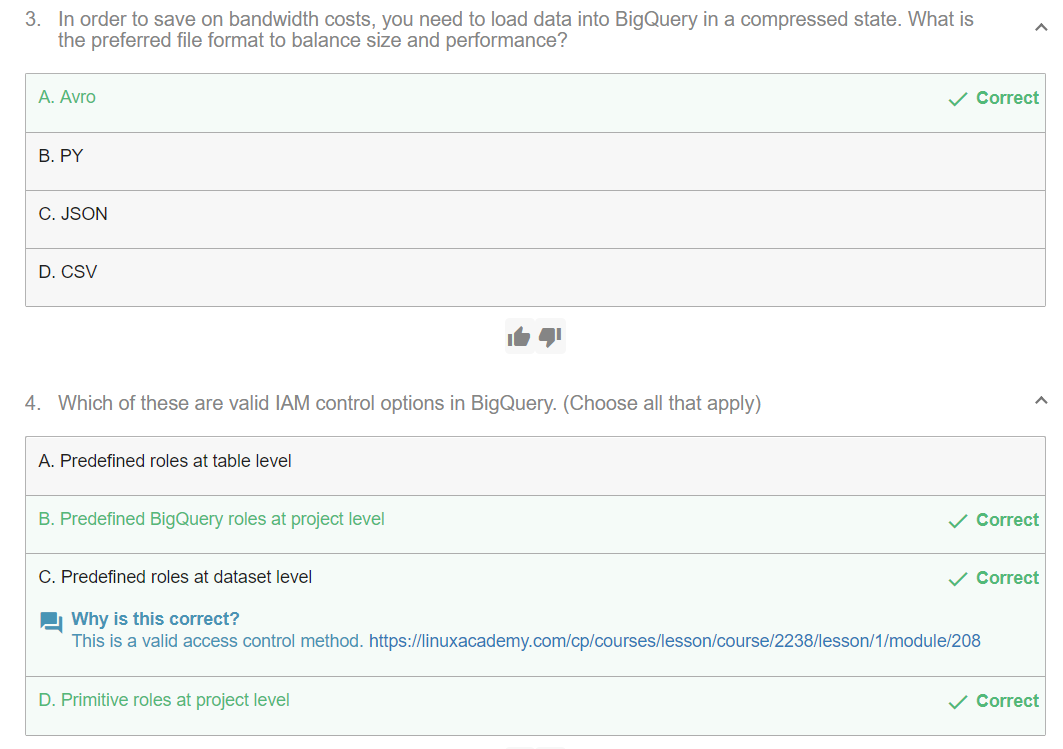 3. In order to save on bandwidth costs, you need to load data into BigQuery in a compressed state. What is
the preferred file format to balance size and performance?
A. Avro
Correct
B. PY
C. JSON
D. CSV
4. Which of these are valid IAM control options in BigQuery. (Choose all that apply)
A. Predefined roles at table level
B. Predefined BigQuery roles at project level
Correct
C. Predefined roles at dataset level
Correct
Why is this correct?
This is a valid access control method. https://linuxacademy.com/cp/courses/lesson/course/2238/lesson/1/module/208
D. Primitive roles at project level
Correct